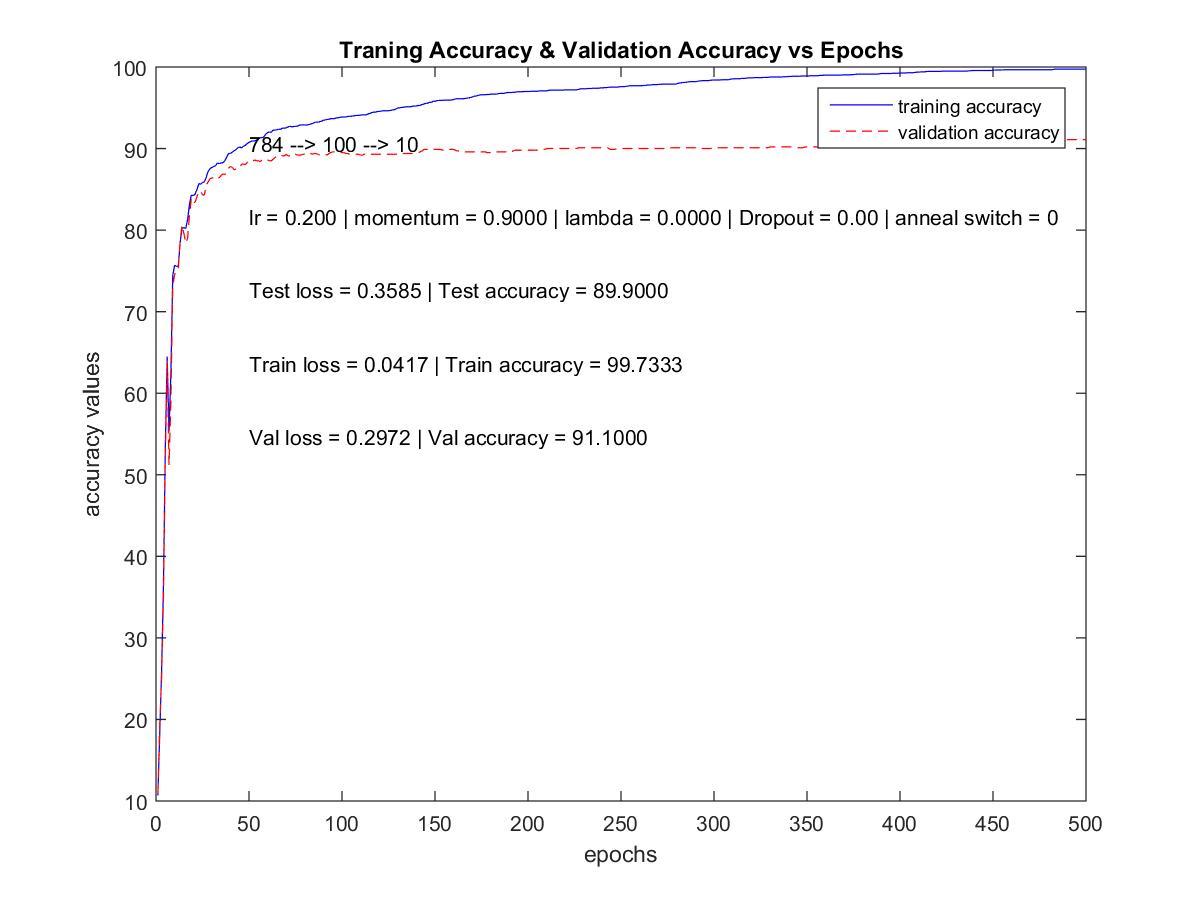 Traning Accuracy & Validation Accuracy vs Epochs
100
90
80
70
60
50
40
30
20
10
accuracy values
training accuracy
validation accuracy
784 --> 100 --> 10
lr = 0.200 | momentum = 0.9000 | lambda = 0.0000 | Dropout = 0.00 | anneal switch = 0
Test loss = 0.3585 | Test accuracy = 89.9000
Train loss = 0.0417 | Train accuracy = 99.7333
Val loss = 0.2972 | Val accuracy = 91.1000
0 50 100 150 200 250 300 350 400 450 500
epochs